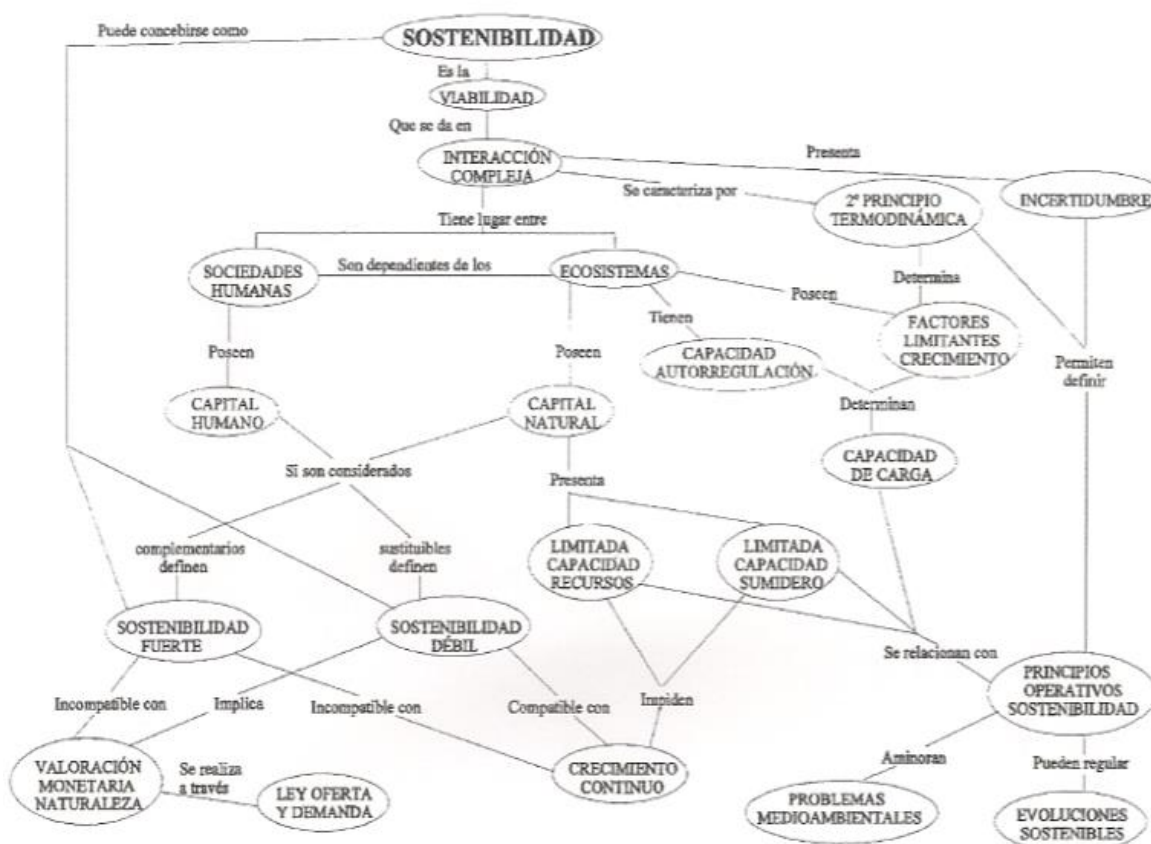 Puede concebirse como
SOSTENIBILIDAD
Es la
VIABILIDAD
Que se da en
INTERACCIÓN
COMPLEJA
Presenta
Se caracteriza por
2º PRINCIPIO
TERMODINÁMICA
INCERTIDUMBRE
Tiene lugar entre
SOCIEDADES
HUMANAS
Son dependientes de los
ECOSISTEMAS
Poseen
Determina
Tienen
FACTORES
LIMITANTES
CRECIMIENTO
Poseen
Poseen
CAPACIDAD
AUTORREGULACIÓN
Permiten
definir
CAPITAL
HUMANO
CAPITAL
NATURAL
Determinan
CAPACIDAD
DE CARGA
Si son considerados
Presenta
complementarios
definen
sustituibles
definen
LIMITADA
CAPACIDAD
RECURSOS
LIMITADA
CAPACIDAD
SUMIDERO
SOSTENIBILIDAD
FUERTE
SOSTENIBILIDAD
DÉBIL
Se relacionan con
PRINCIPIOS
OPERATIVOS
SOSTENIBILIDAD
Incompatible con
Implica
Incompatible con
Compatible con
Impiden
VALORACIÓN
MONETARIA
NATURALEZA
Se realiza
a través
LEY OFERTA
Y DEMANDA
CRECIMIENTO
CONTINUO
Aminoran
Pueden regular
PROBLEMAS
MEDIOAMBIENTALES
EVOLUCIONES
SOSTENIBLES